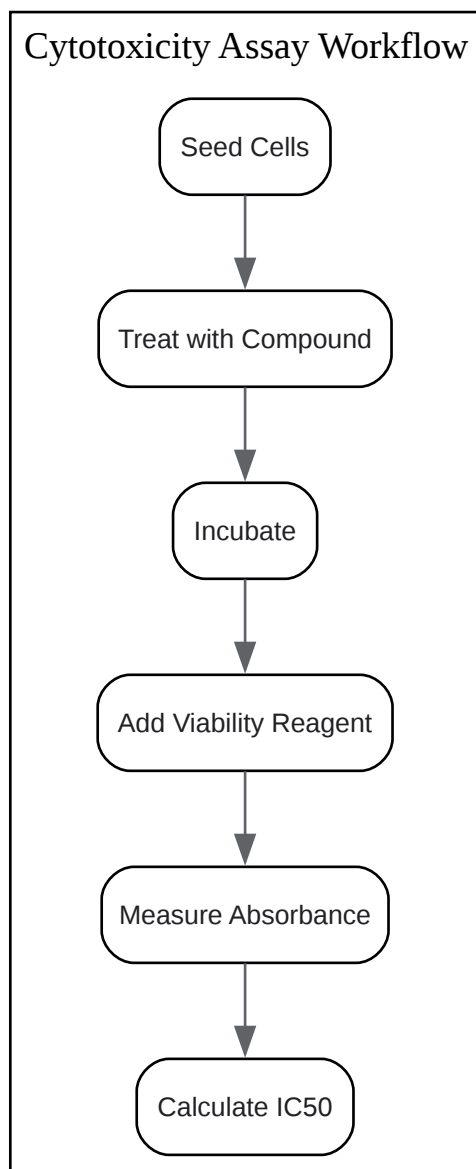 Cytotoxicity Assay Workflow
Seed Cells
Treat with Compound
Incubate
Add Viability Reagent
Measure Absorbance
Calculate IC50